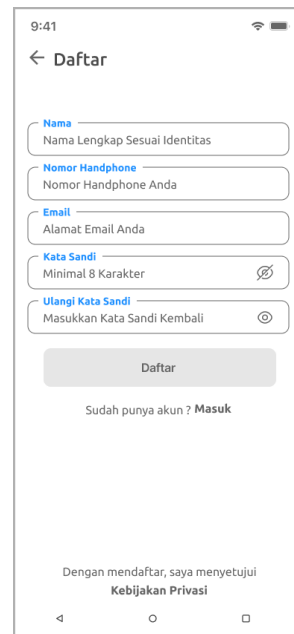 9:41
Daftar
Nama
Nama Lengkap Sesuai Identitas
Nomor Handphone
Nomor Handphone Anda
Email
Alamat Email Anda
Kata Sandi
Minimal 8 Karakter
Ulangi Kata Sandi
Masukkan Kata Sandi Kembali
Daftar
Sudah punya akun ? Masuk
Dengan mendaftar, saya menyetujui
Kebijakan Privasi